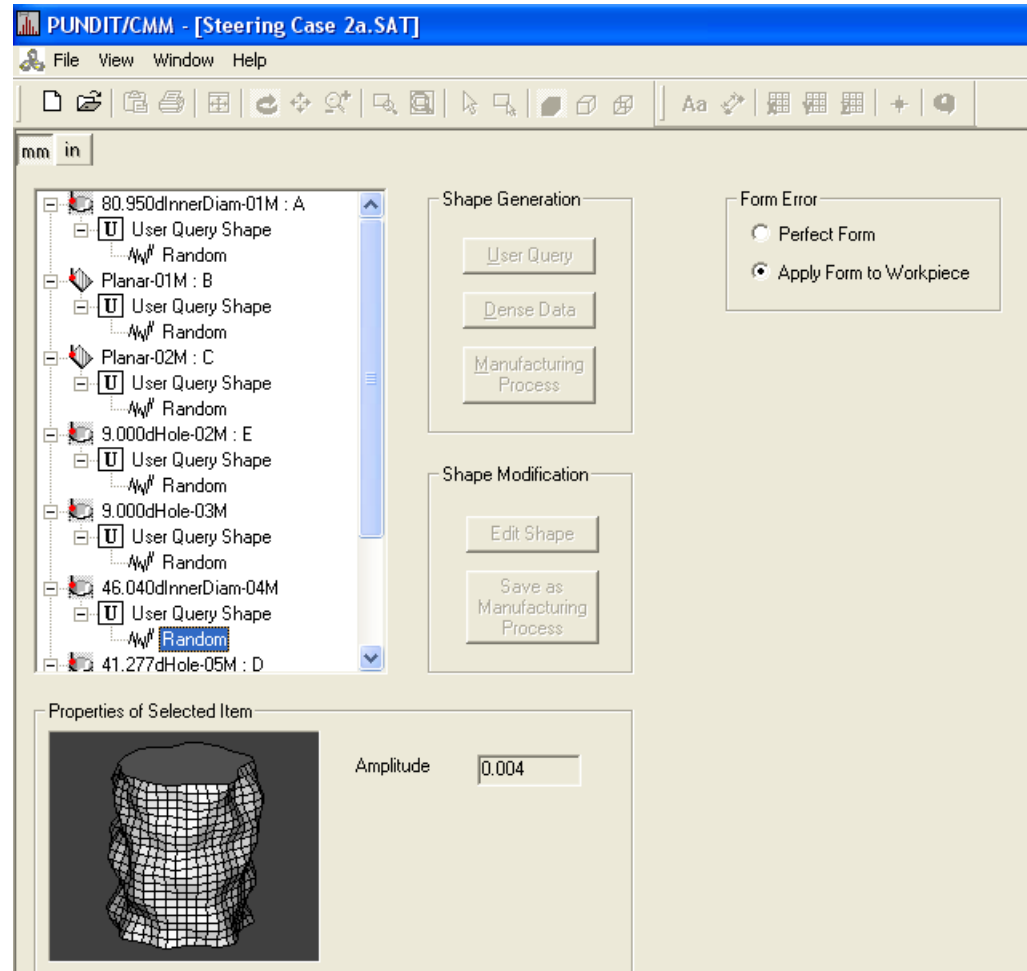 PUNDIT/CMM - [Steering Case 2a.SAT]
File View Window Help
Aa
mm in
80.950dInnerDiam-01M : A
U User Query Shape
Random
Planar-01M : B
U User Query Shape
Random
Planar-02M : C
U User Query Shape
Random
9.000dHole-02M : E
U User Query Shape
Random
9.000dHole-03M
U User Query Shape
Random
46.040dInnerDiam-04M
U User Query Shape
Random
41.277dHole-05M : D
Shape Generation
User Query
Dense Data
Manufacturing
Process
Shape Modification
Edit Shape
Save as
Manufacturing
Process
Form Error
Perfect Form
Apply Form to Workpiece
Properties of Selected Item
Amplitude 0.004